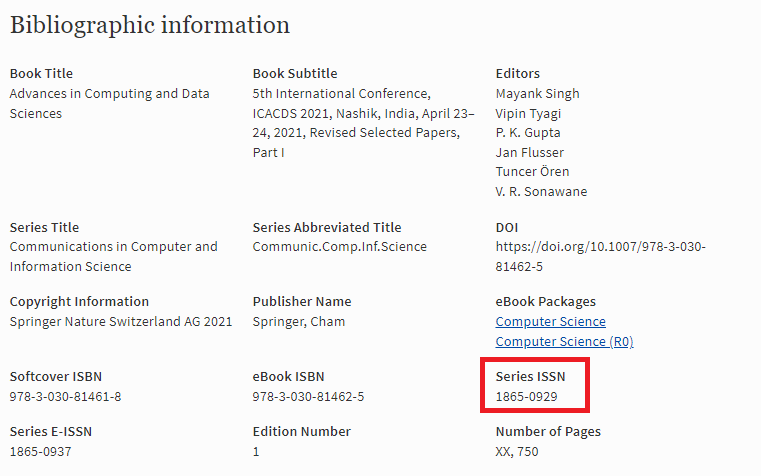 Bibliographic information
Book Title
Advances in Computing and Data
Sciences
Book Subtitle
5th International Conference,
ICACDS 2021, Nashik, India, April 23–
24, 2021, Revised Selected Papers,
Part I
Editors
Mayank Singh
Vipin Tyagi
P. K. Gupta
Jan Flusser
Tuncer Ören
V. R. Sonawane
Series Title
Communications in Computer and
Information Science
Series Abbreviated Title
Communic.Comp.Inf.Science
DOI
https://doi.org/10.1007/978-3-030-
81462-5
Copyright Information
Springer Nature Switzerland AG 2021
Publisher Name
Springer, Cham
eBook Packages
Computer Science
Computer Science (R0)
Softcover ISBN
978-3-030-81461-8
eBook ISBN
978-3-030-81462-5
Series ISSN
1865-0929
Series E-ISSN
1865-0937
Edition Number
1
Number of Pages
XX, 750